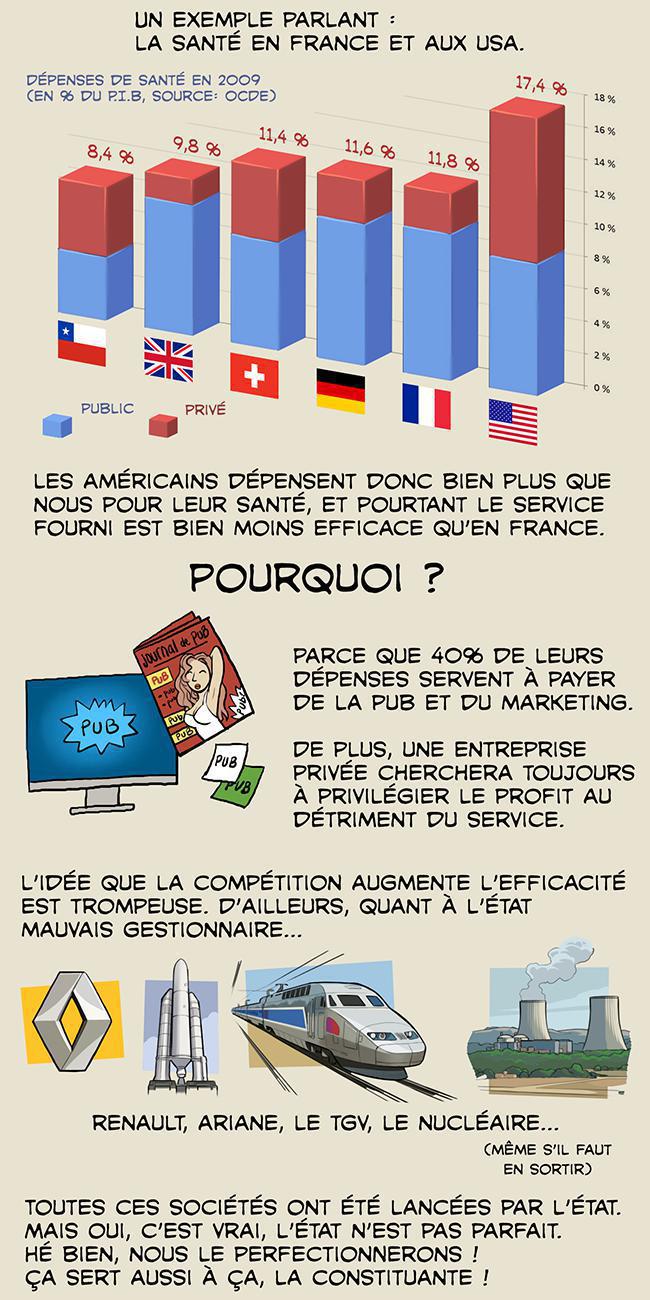 UN EXEMPLE PARLANT :
LA SANTÉ EN FRANCE ET AUX USA.
DÉPENSES DE SANTÉ EN 2009
(EN % DU P.I.B, SOURCE: OCDE)
8,4 %
9,8 %
11,4 %
11,6 %
11,8 %
17,4 %
18 %
16 %
14 %
12 %
10 %
8 %
6 %
4 %
2 %
0 %
PUBLIC
PRIVÉ
LES AMÉRICAINS DÉPENSENT DONC BIEN PLUS QUE
NOUS POUR LEUR SANTÉ, ET POURTANT LE SERVICE
FOURNI EST BIEN MOINS EFFICACE QU'EN FRANCE.
POURQUOI ?
JOURNAL de PUB
PUB
- PUB
- PUB
PUB
PUB
PUB
PUB
PUB
PUB
PARCE QUE 40% DE LEURS
DÉPENSES SERVENT À PAYER
DE LA PUB ET DU MARKETING.
DE PLUS, UNE ENTREPRISE
PRIVÉE CHERCHERA TOUJOURS
À PRIVILÉGIER LE PROFIT AU
DÉTRIMENT DU SERVICE.
L'IDÉE QUE LA COMPÉTITION AUGMENTE L'EFFICACITÉ
EST TROMPEUSE. D'AILLEURS, QUANT À L'ÉTAT
MAUVAIS GESTIONNAIRE...
RENAULT, ARIANE, LE TGV, LE NUCLÉAIRE...
(MÊME S'IL FAUT
EN SORTIR)
TOUTES CES SOCIÉTÉS ONT ÉTÉ LANCÉES PAR L'ÉTAT.
MAIS OUI, C'EST VRAI, L'ÉTAT N'EST PAS PARFAIT.
HÉ BIEN, NOUS LE PERFECTIONNERONS !
ÇA SERT AUSSI À ÇA, LA CONSTITUANTE !